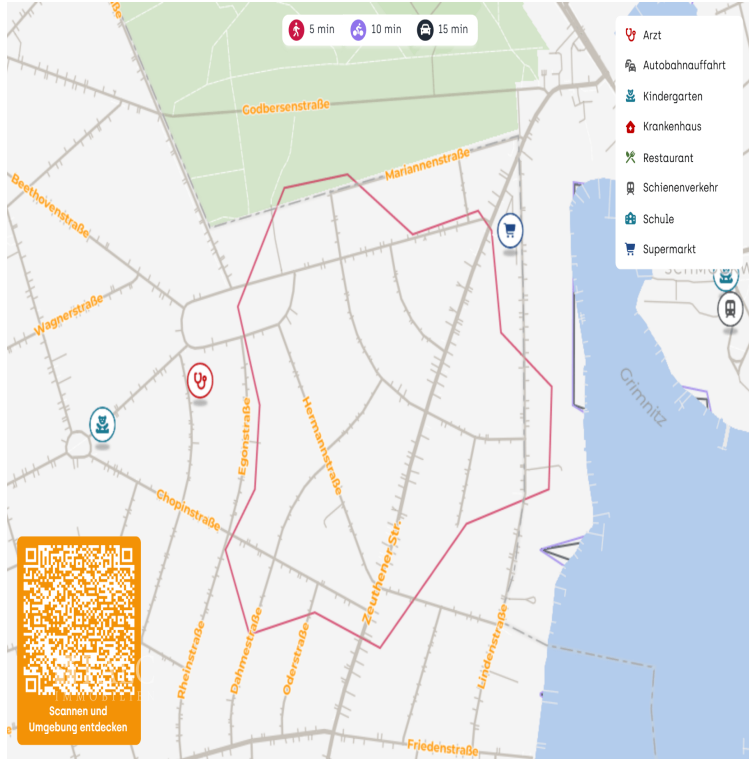 5 min
10 min
15 min
Arzt
Autobahnauffahrt
Kindergarten
Krankenhaus
Restaurant
Schienenverkehr
Schule
Supermarkt
Godbersenstraße
Mariannenstraße
Beethovenstraße
Wagnerstraße
Grimnitz
Egonstraße
Hermannstraße
Chopinstraße
Zeuthener Str.
Rheinstraße
Dahmestraße
Oderstraße
Lindenstraße
Friedenstraße
Scannen und
Umgebung entdecken